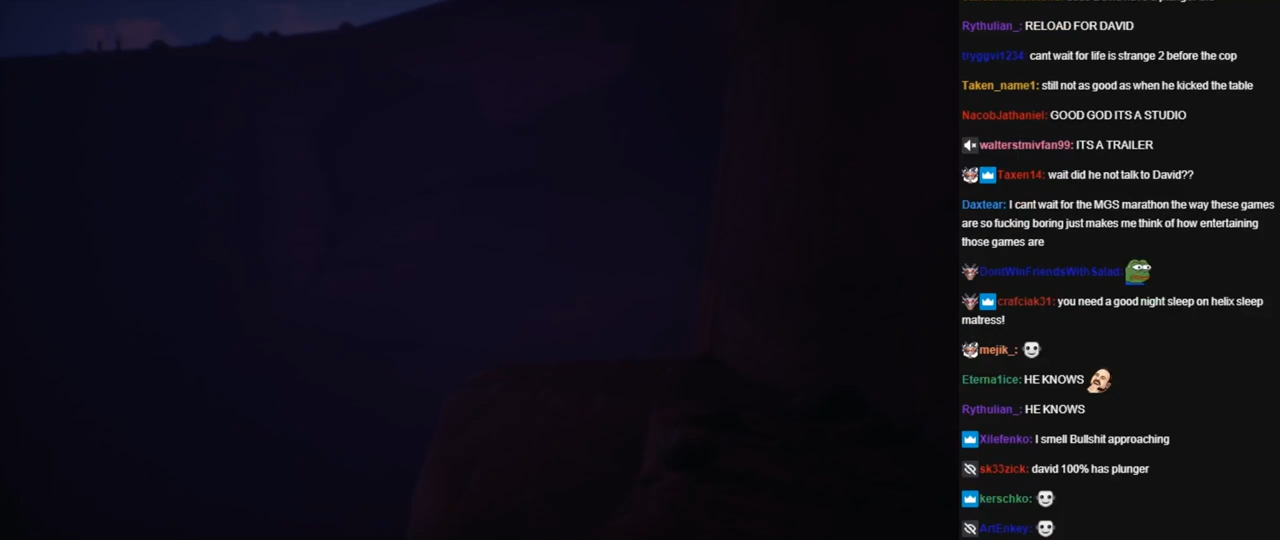 Rythulian_: RELOAD FOR DAVID
tryggvi1234: cant wait for life is strange 2 before the cop
Taken_name1: still not as good as when he kicked the table
NacobJathaniel: GOOD GOD ITS A STUDIO
walterstmivfan99: ITS A TRAILER
Taxen14: wait did he not talk to David??
Daxtear: I cant wait for the MGS marathon the way these games
are so fucking boring just makes me think of how entertaining
those games are
DontWinFriendsWithSalad:
crafciak31: you need a good night sleep on helix sleep
matress!
mejik_:
Eterna1ice: HE KNOWS
Rythulian_: HE KNOWS
Xilefenko: I smell Bullshit approaching
sk33zick: david 100% has plunger
kerschko:
ArtEnkey: